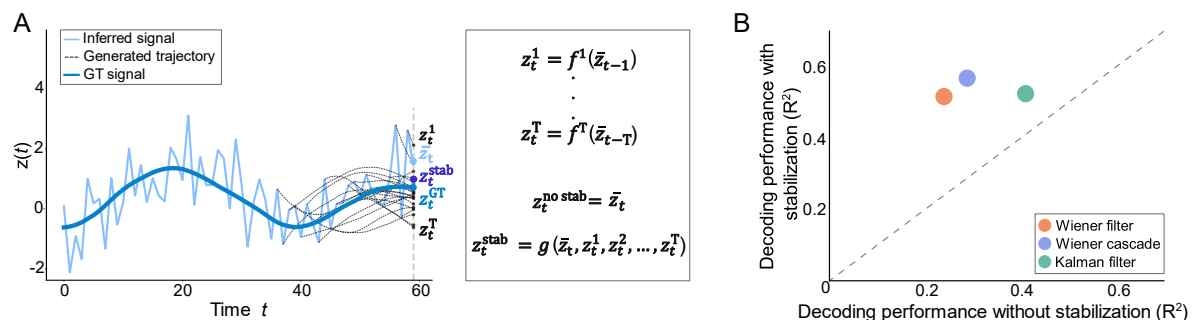 A
Inferred signal
Generated trajectory
GT signal
z(t)
4
2
0
-2
0
20
40
60
Time t
z_t^1
z̄_t
z_t^stab
z_t^GT
z_t^T
z_t^1 = f^1(z̄_{t−1})
.
.
.
z_t^T = f^T(z̄_{t−T})
z_t^{no stab} = z̄_t
z_t^stab = g(z̄_t, z_t^1, z_t^2, ..., z_t^T)
B
Decoding performance with
stabilization (R²)
0.6
0.4
0.2
0
0.2
0.4
Wiener filter
Wiener cascade
Kalman filter
Decoding performance without stabilization (R²)